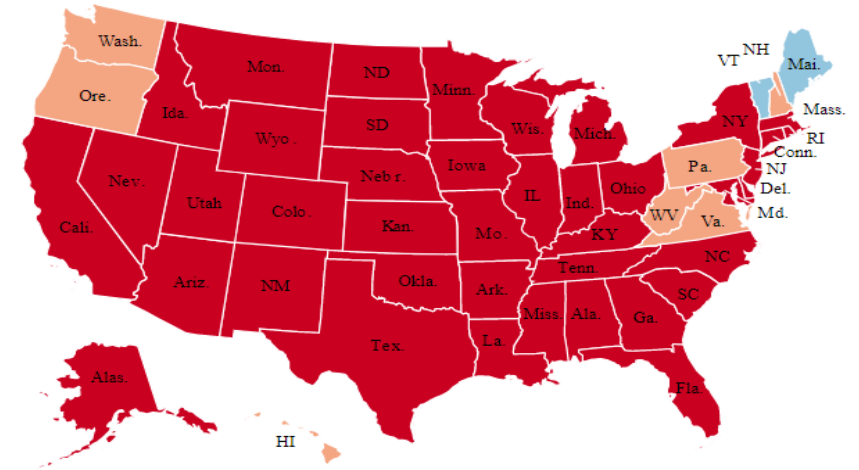 Wash.
Mon.
ND
Minn.
VT
NH
Mai.
Ore.
Ida.
SD
Wis.
Mich.
NY
Mass.
RI
Conn.
Wyo.
Nebr.
Iowa
Pa.
NJ
Nev.
Utah
Colo.
IL
Ind.
Ohio
Del.
Md.
Cali.
Kan.
Mo.
KY
WV
Va.
Ariz.
NM
Okla.
Ark.
Tenn.
NC
SC
Tex.
La.
Miss.
Ala.
Ga.
Alas.
Fla.
HI